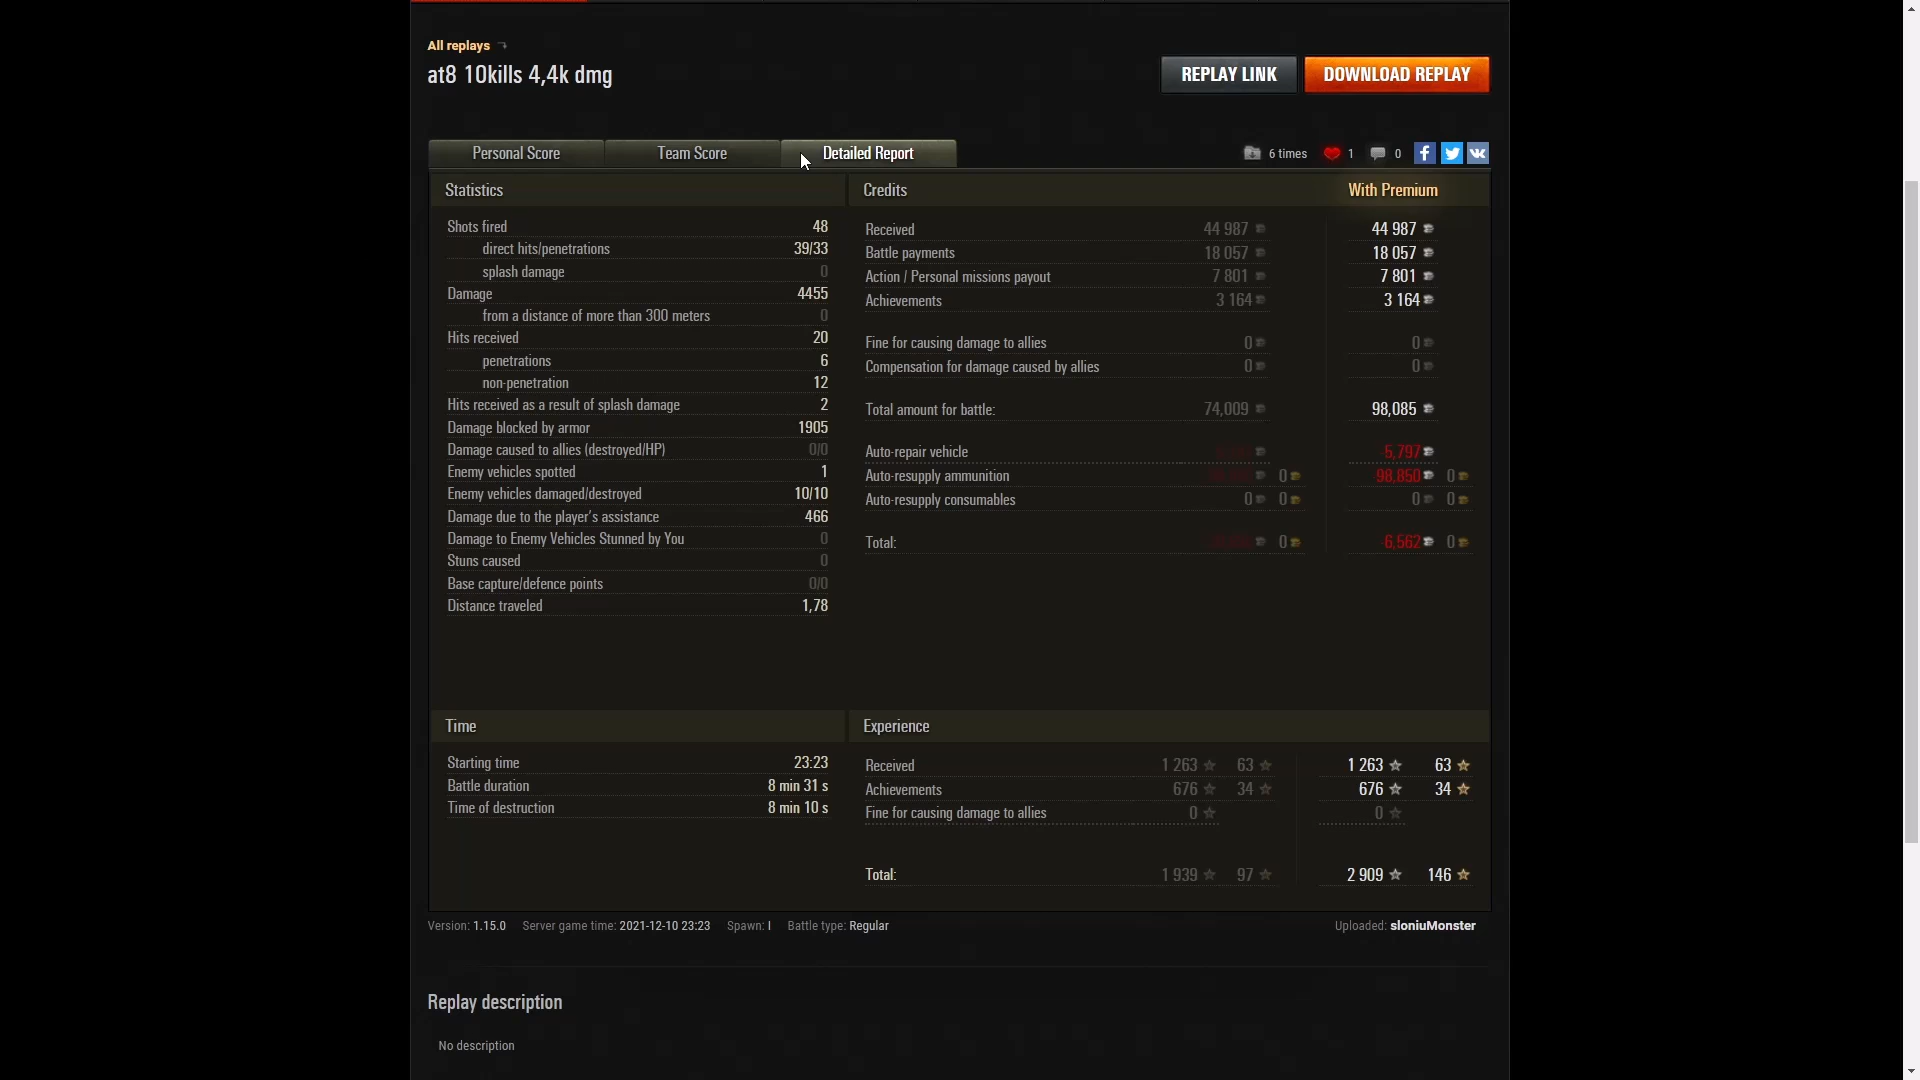 All replays
at8 10kills 4,4k dmg
REPLAY LINK
DOWNLOAD REPLAY
Personal Score
Team Score
Detailed Report
6 times
1
0
Statistics
Shots fired 48
direct hits/penetrations 39/33
splash damage 0
Damage 4455
from a distance of more than 300 meters 0
Hits received 20
penetrations 6
non-penetration 12
Hits received as a result of splash damage 2
Damage blocked by armor 1905
Damage caused to allies (destroyed/HP) 0/0
Enemy vehicles spotted 1
Enemy vehicles damaged/destroyed 10/10
Damage due to the player's assistance 466
Damage to Enemy Vehicles Stunned by You 0
Stuns caused 0
Base capture/defence points 0/0
Distance traveled 1,78
Credits With Premium
Received 44 987 44 987
Battle payments 18 057 18 057
Action / Personal missions payout 7 801 7 801
Achievements 3 164 3 164
Fine for causing damage to allies 0 0
Compensation for damage caused by allies 0 0
Total amount for battle: 74,009 98,085
Auto-repair vehicle -5,797
Auto-resupply ammunition 0 98,850 0
Auto-resupply consumables 0 0 0 0
Total: 0 -6,562 0
Time
Starting time 23:23
Battle duration 8 min 31 s
Time of destruction 8 min 10 s
Experience
Received 1 263 63 1 263 63
Achievements 676 34 676 34
Fine for causing damage to allies 0 0
Total: 1 939 97 2 909 146
Version: 1.15.0 Server game time: 2021-12-10 23:23 Spawn: I Battle type: Regular
Uploaded: sloniuMonster
Replay description
No description